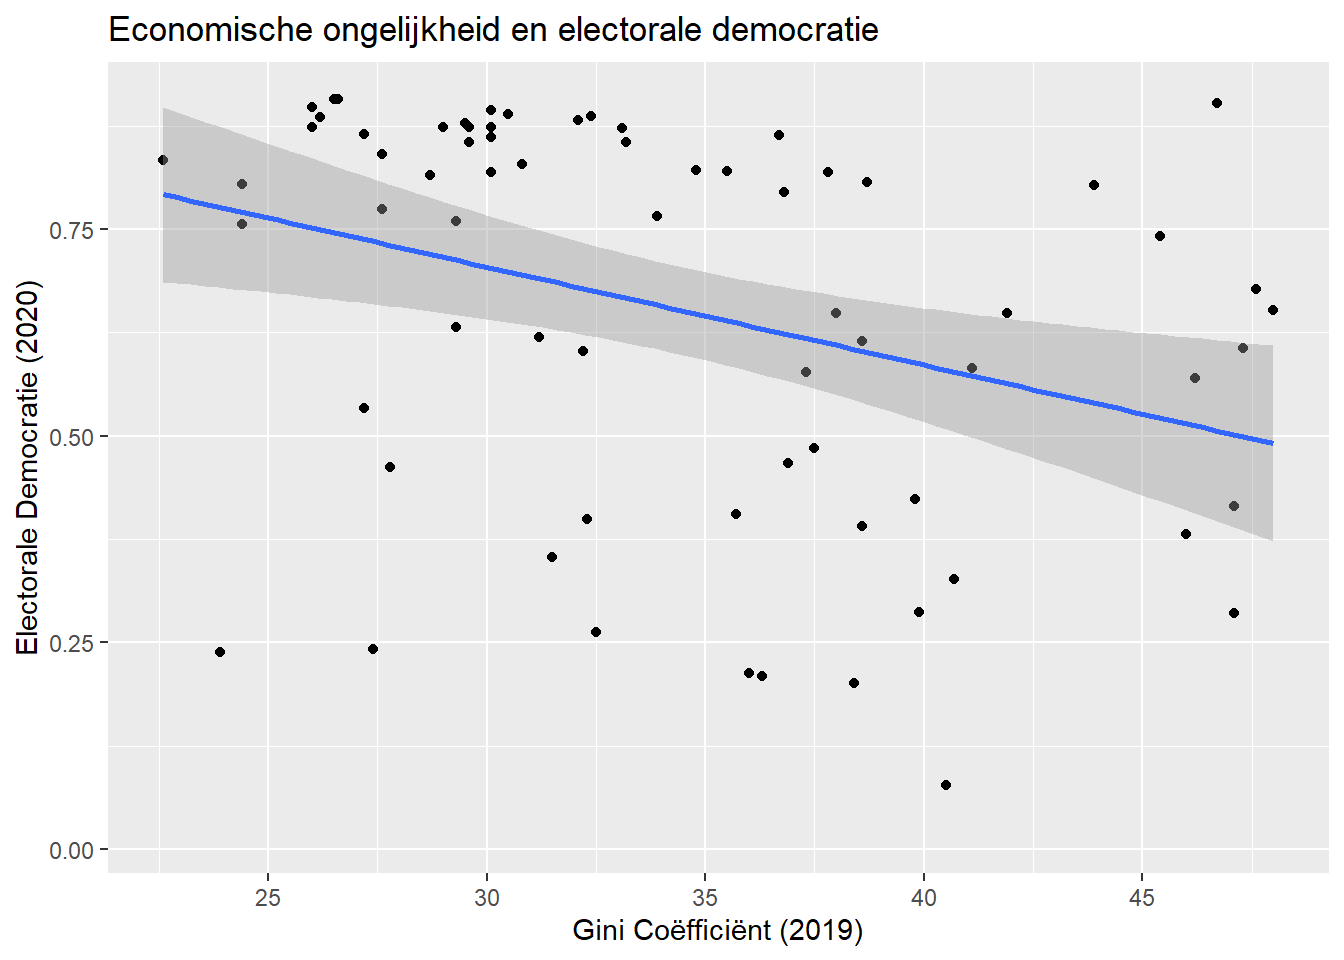 Economische ongelijkheid en electorale democratie
Electorale Democratie (2020)
0.75
0.50
0.25
0.00
25 30 35 40 45
Gini Coëfficiënt (2019)